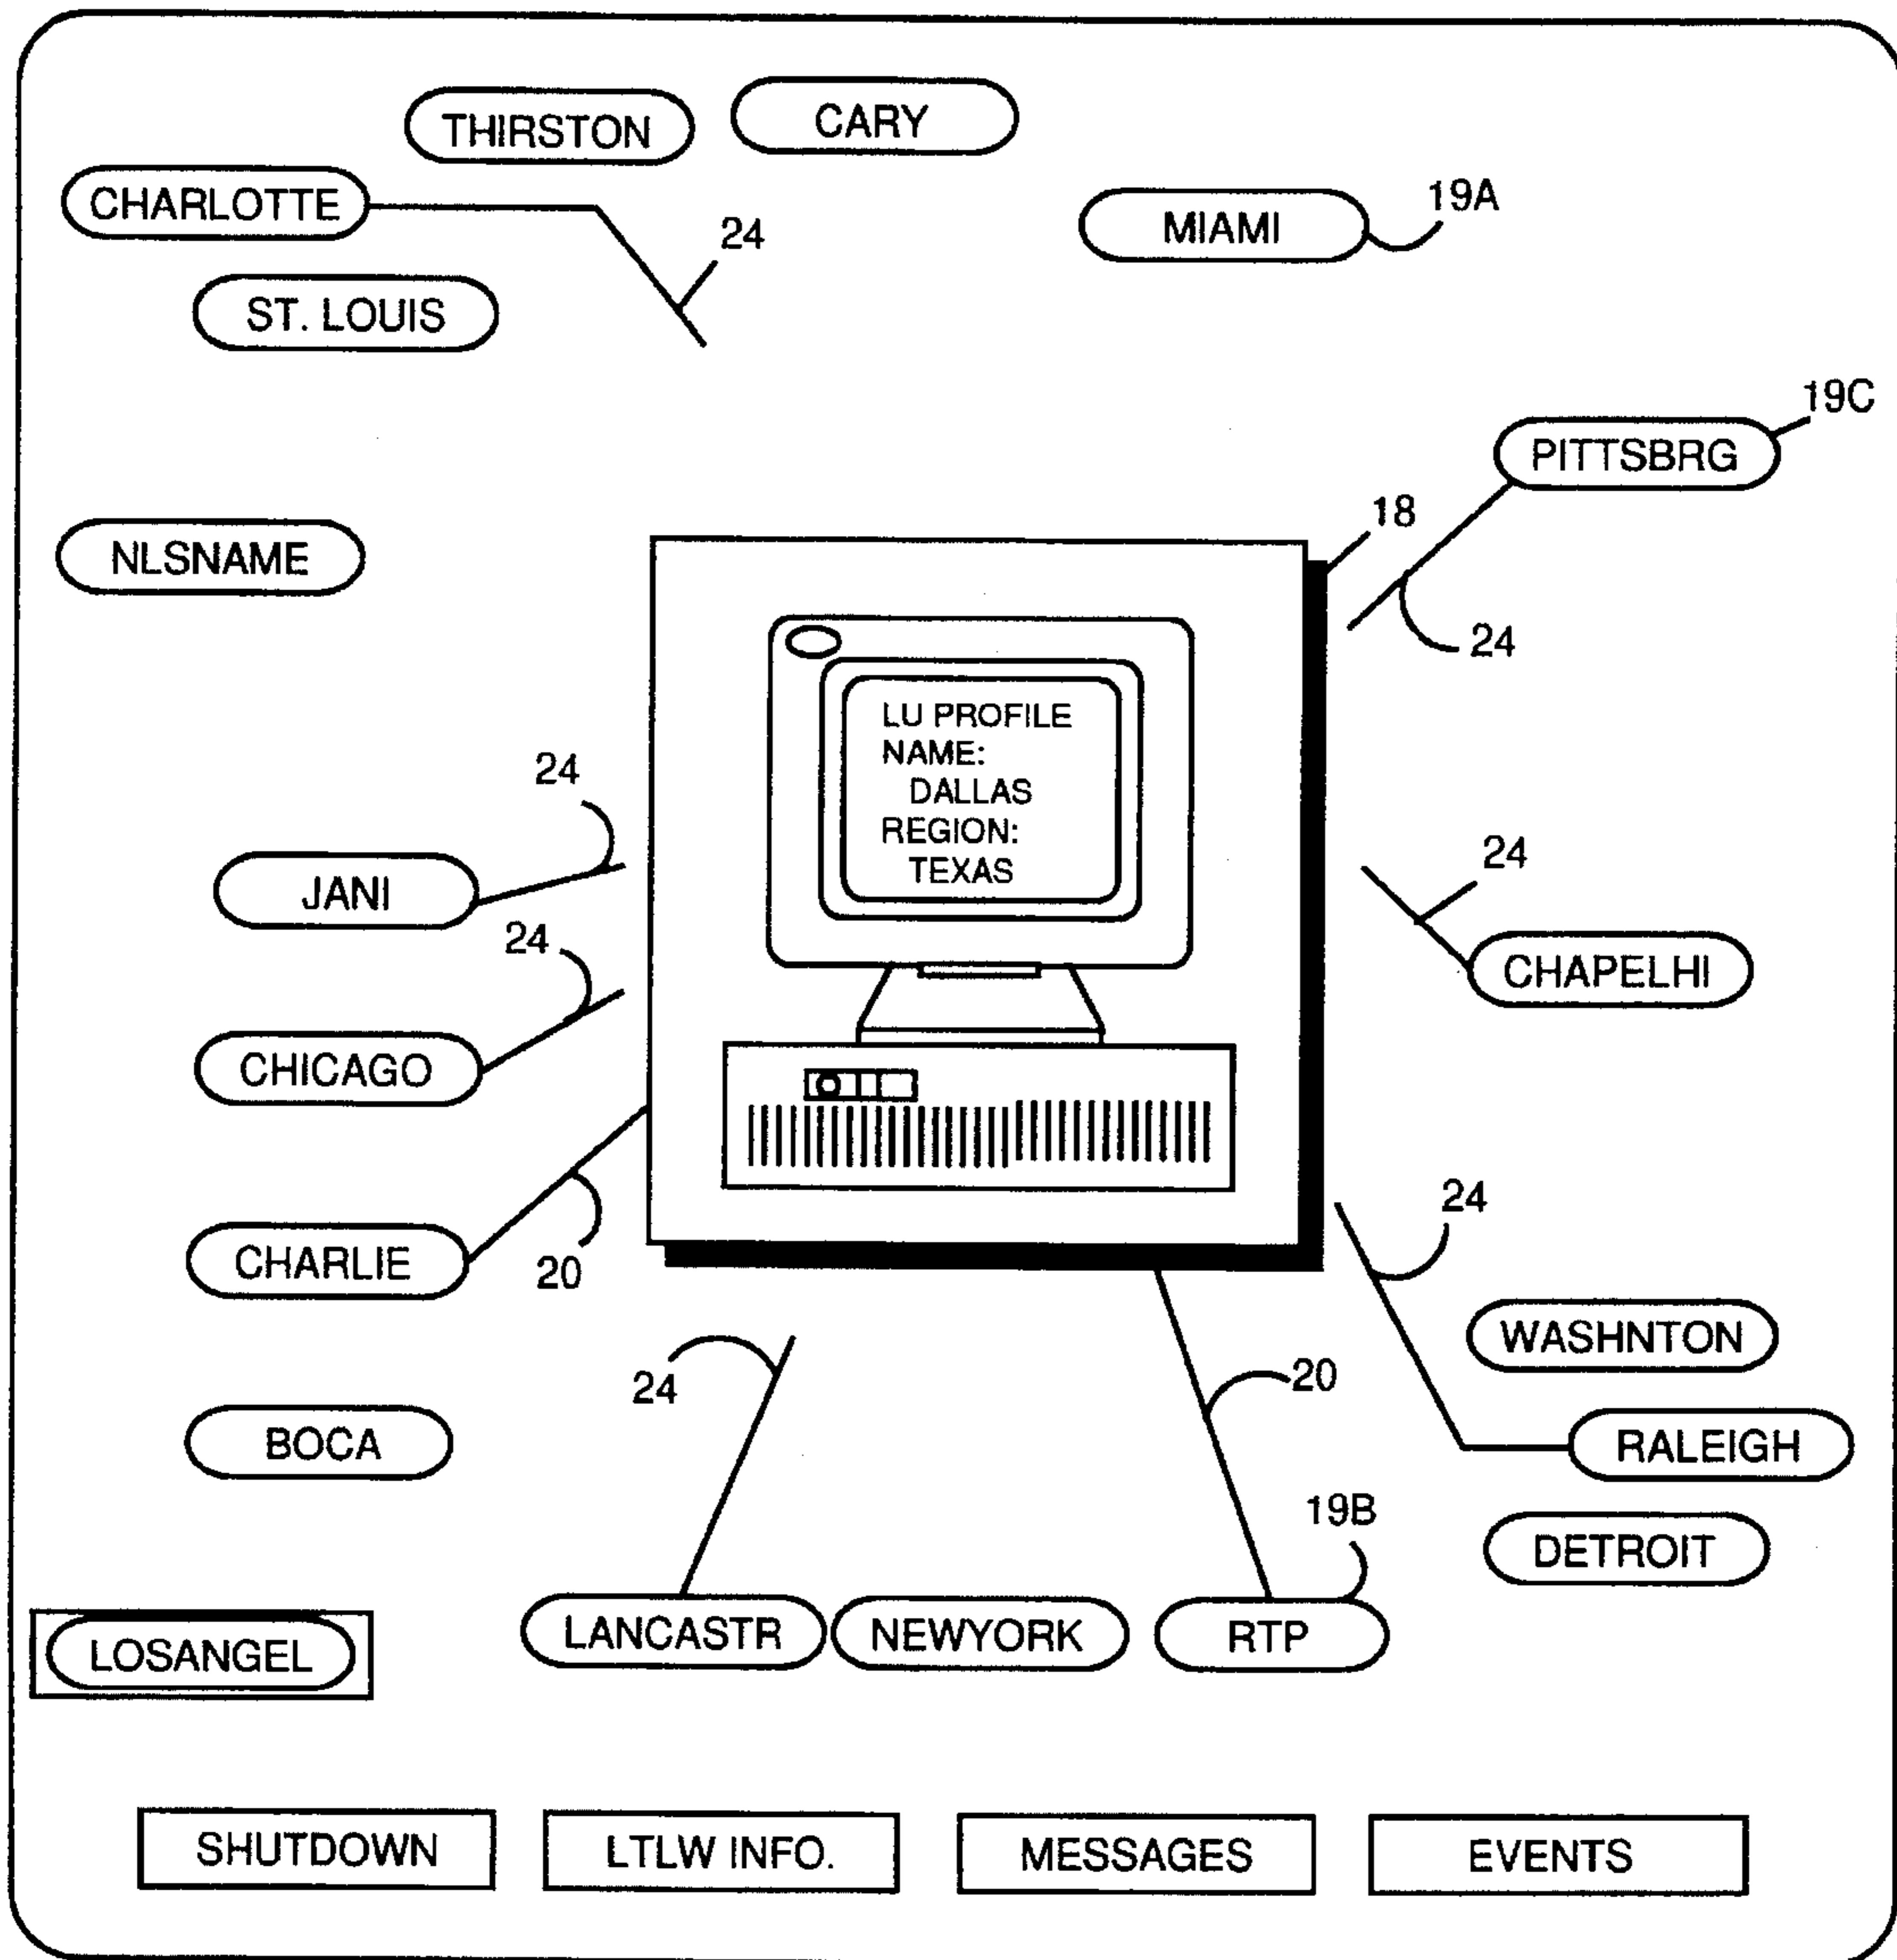 THIRSTON
CARY
CHARLOTTE
19A
MIAMI
24
ST. LOUIS
19C
PITTSBRG
18
NLSNAME
24
LU PROFILE
NAME:
DALLAS
REGION:
TEXAS
24
24
JANI
24
CHAPELHI
CHICAGO
24
CHARLIE
20
WASHNTON
24
20
BOCA
RALEIGH
19B
DETROIT
LANCASTR
NEWYORK
RTP
LOSANGEL
SHUTDOWN
LTLW INFO.
MESSAGES
EVENTS